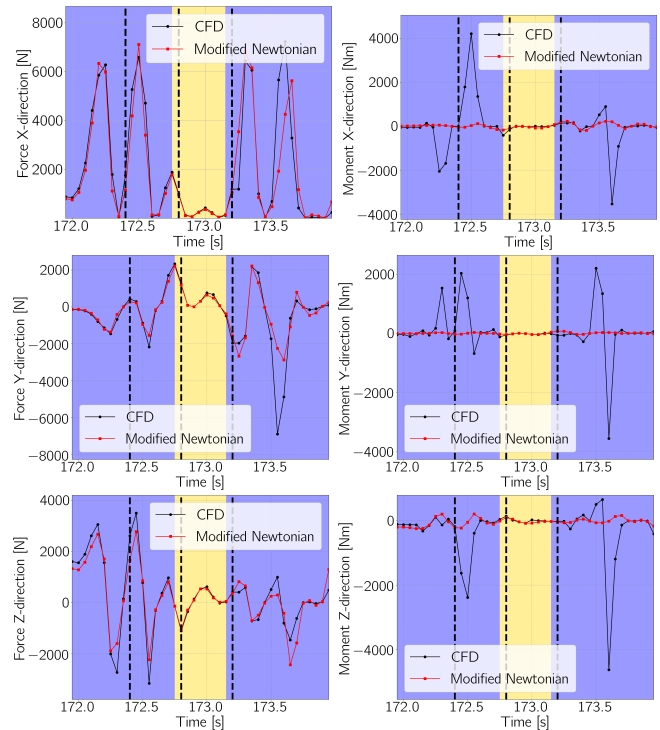 Force X-direction [N]
8000
6000
4000
2000
CFD
Modified Newtonian
172.0 172.5 173.0 173.5
Time [s]
Moment X-direction [Nm]
4000
2000
0
−2000
−4000
CFD
Modified Newtonian
172.0 172.5 173.0 173.5
Time [s]
Force Y-direction [N]
2000
0
−2000
−4000
−6000
−8000
CFD
Modified Newtonian
172.0 172.5 173.0 173.5
Time [s]
Moment Y-direction [Nm]
2000
0
−2000
−4000
CFD
Modified Newtonian
172.0 172.5 173.0 173.5
Time [s]
Force Z-direction [N]
4000
2000
0
−2000
CFD
Modified Newtonian
172.0 172.5 173.0 173.5
Time [s]
Moment Z-direction [Nm]
0
−2000
−4000
CFD
Modified Newtonian
172.0 172.5 173.0 173.5
Time [s]